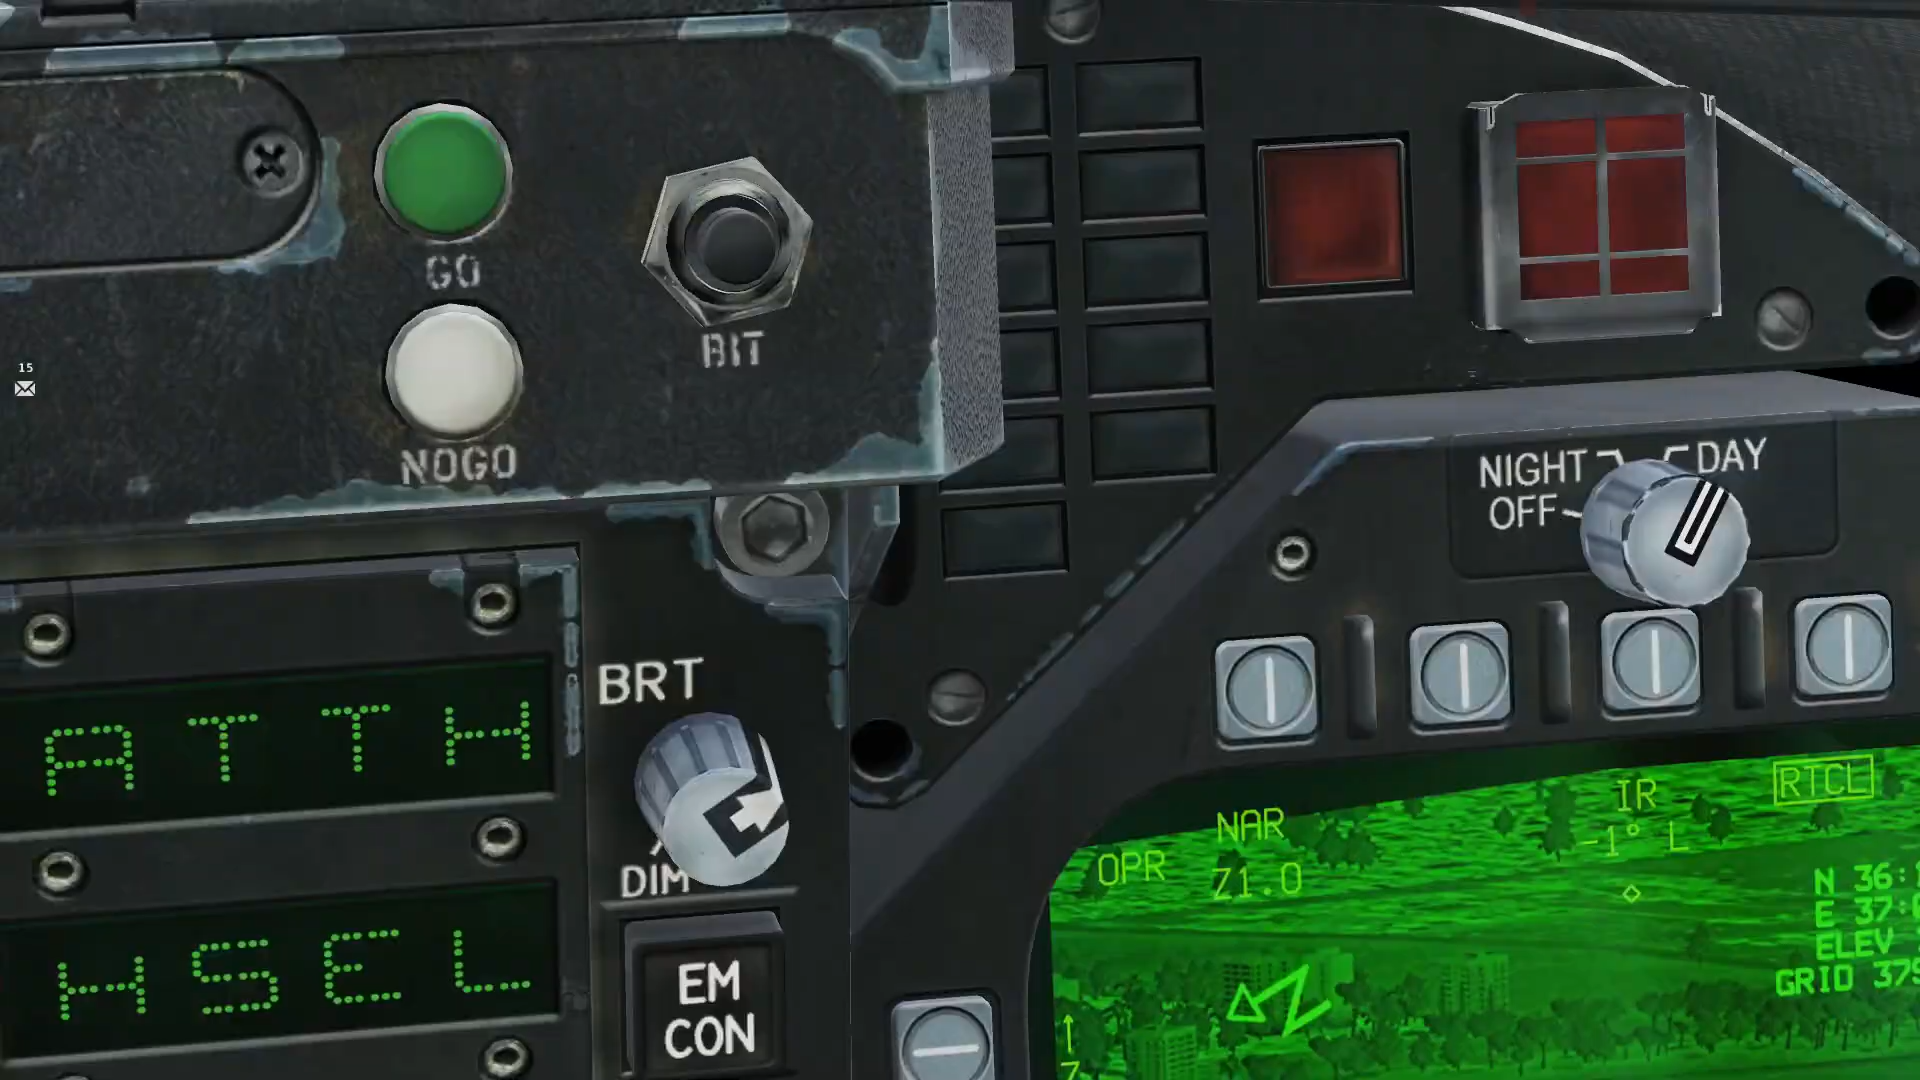 GO
BIT
15
NOGO
NIGHT
DAY
OFF
BRT
ATTH
DIM
HSEL
EM
CON
IR
RTCL
NAR
-1° L
OPR
Z1.0
N 36:
E 37:
ELEV
GRID 379